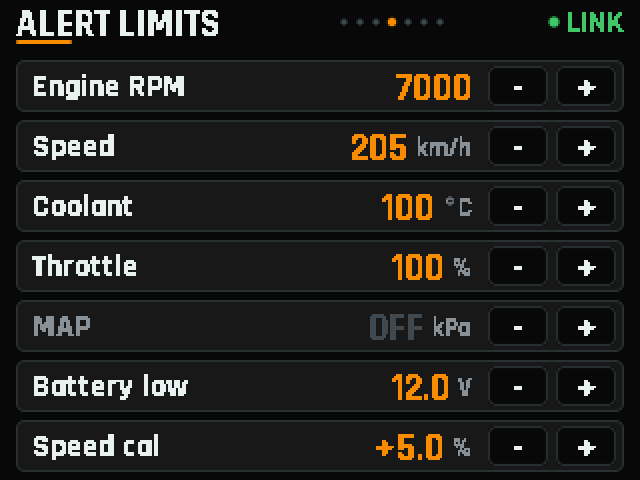 ALERT LIMITS LINK
Engine RPM 7000 - +
Speed 205 km/h - +
Coolant 100 °C - +
Throttle 100 % - +
MAP OFF kPa - +
Battery low 12.0 V - +
Speed cal +5.0 % - +